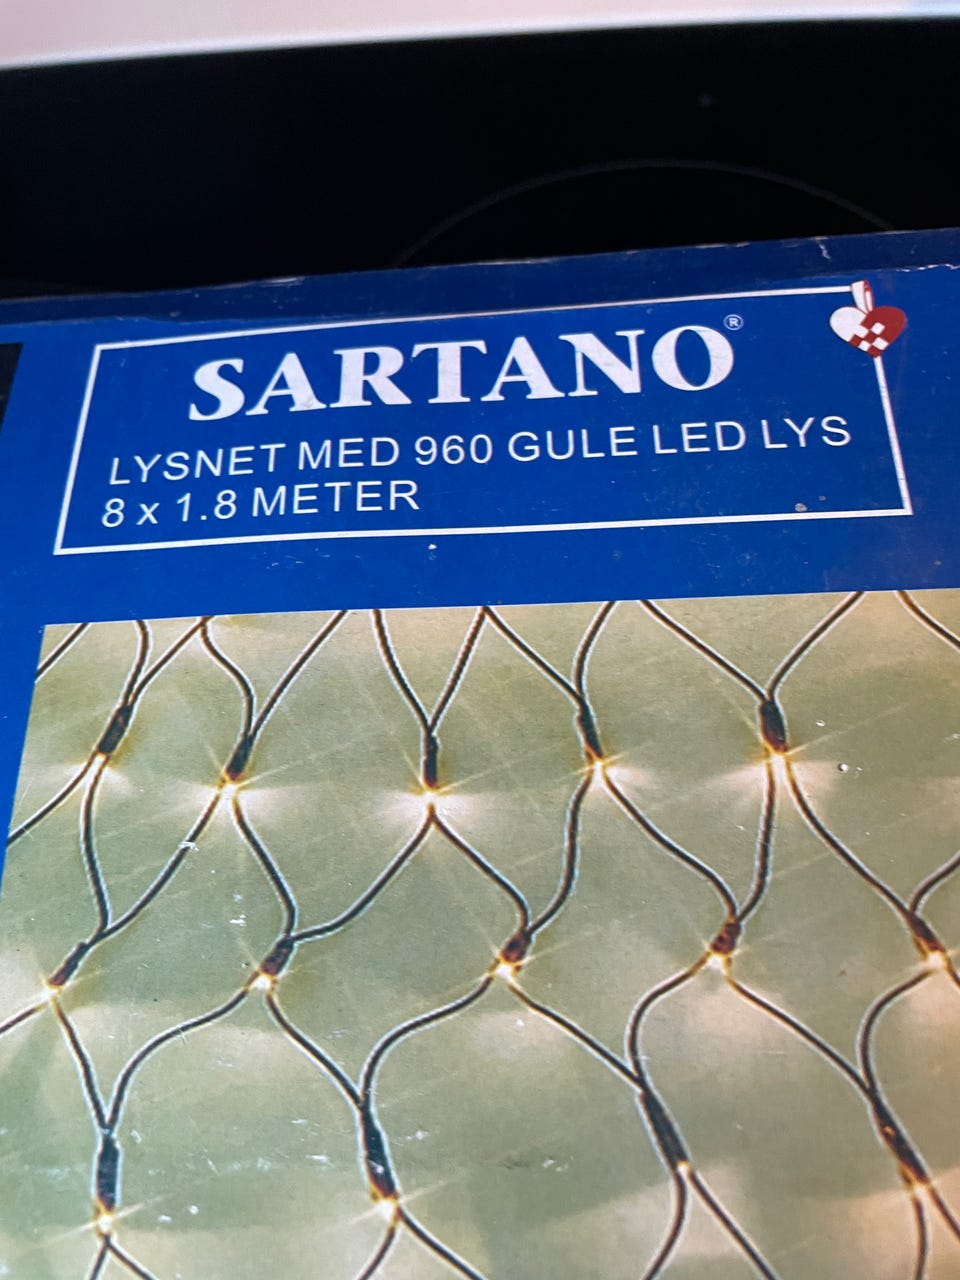 SARTANO®
LYSNET MED 960 GULE LED LYS
8 x 1.8 METER